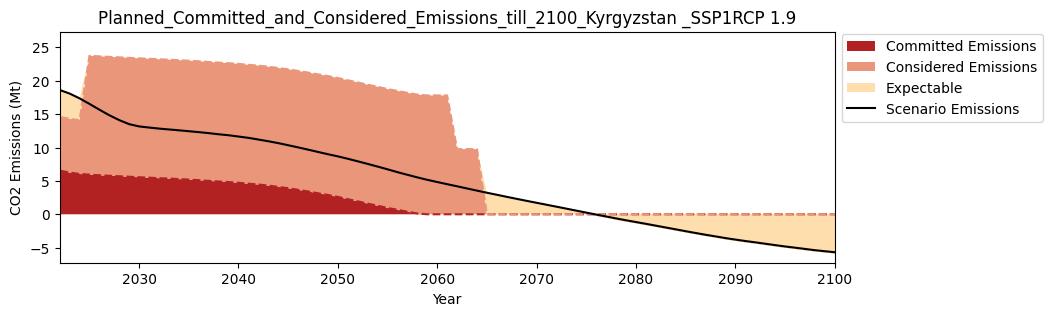 Planned_Committed_and_Considered_Emissions_till_2100_Kyrgyzstan _SSP1RCP 1.9
Committed Emissions
Considered Emissions
Expectable
Scenario Emissions
CO2 Emissions (Mt)
25
20
15
10
5
0
−5
2030
2040
2050
2060
2070
2080
2090
2100
Year